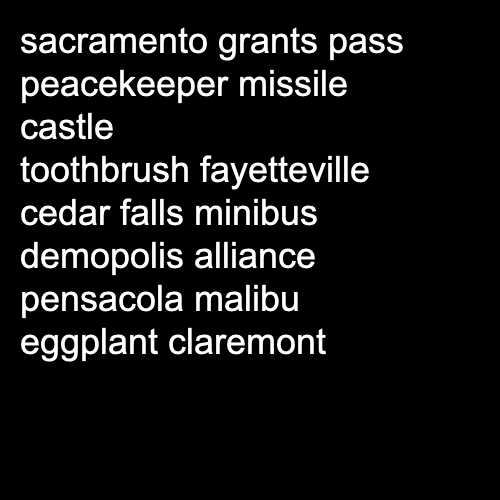 sacramento grants pass
peacekeeper missile
castle
toothbrush fayetteville
cedar falls minibus
demopolis alliance
pensacola malibu
eggplant claremont